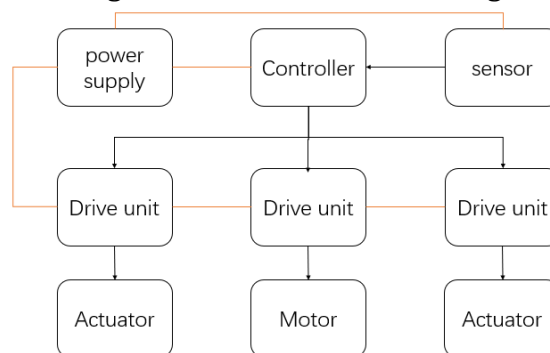 power
supply
Controller
sensor
Drive unit
Drive unit
Drive unit
Actuator
Motor
Actuator